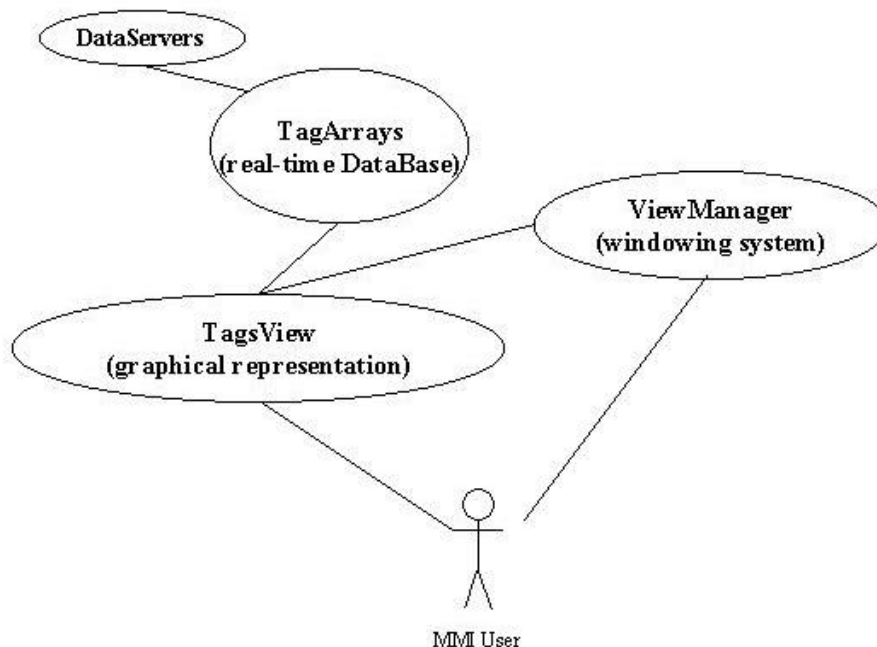 DataServers
TagArrays
(real-time DataBase)
ViewManager
(windowing system)
TagsView
(graphical representation)
MMI User